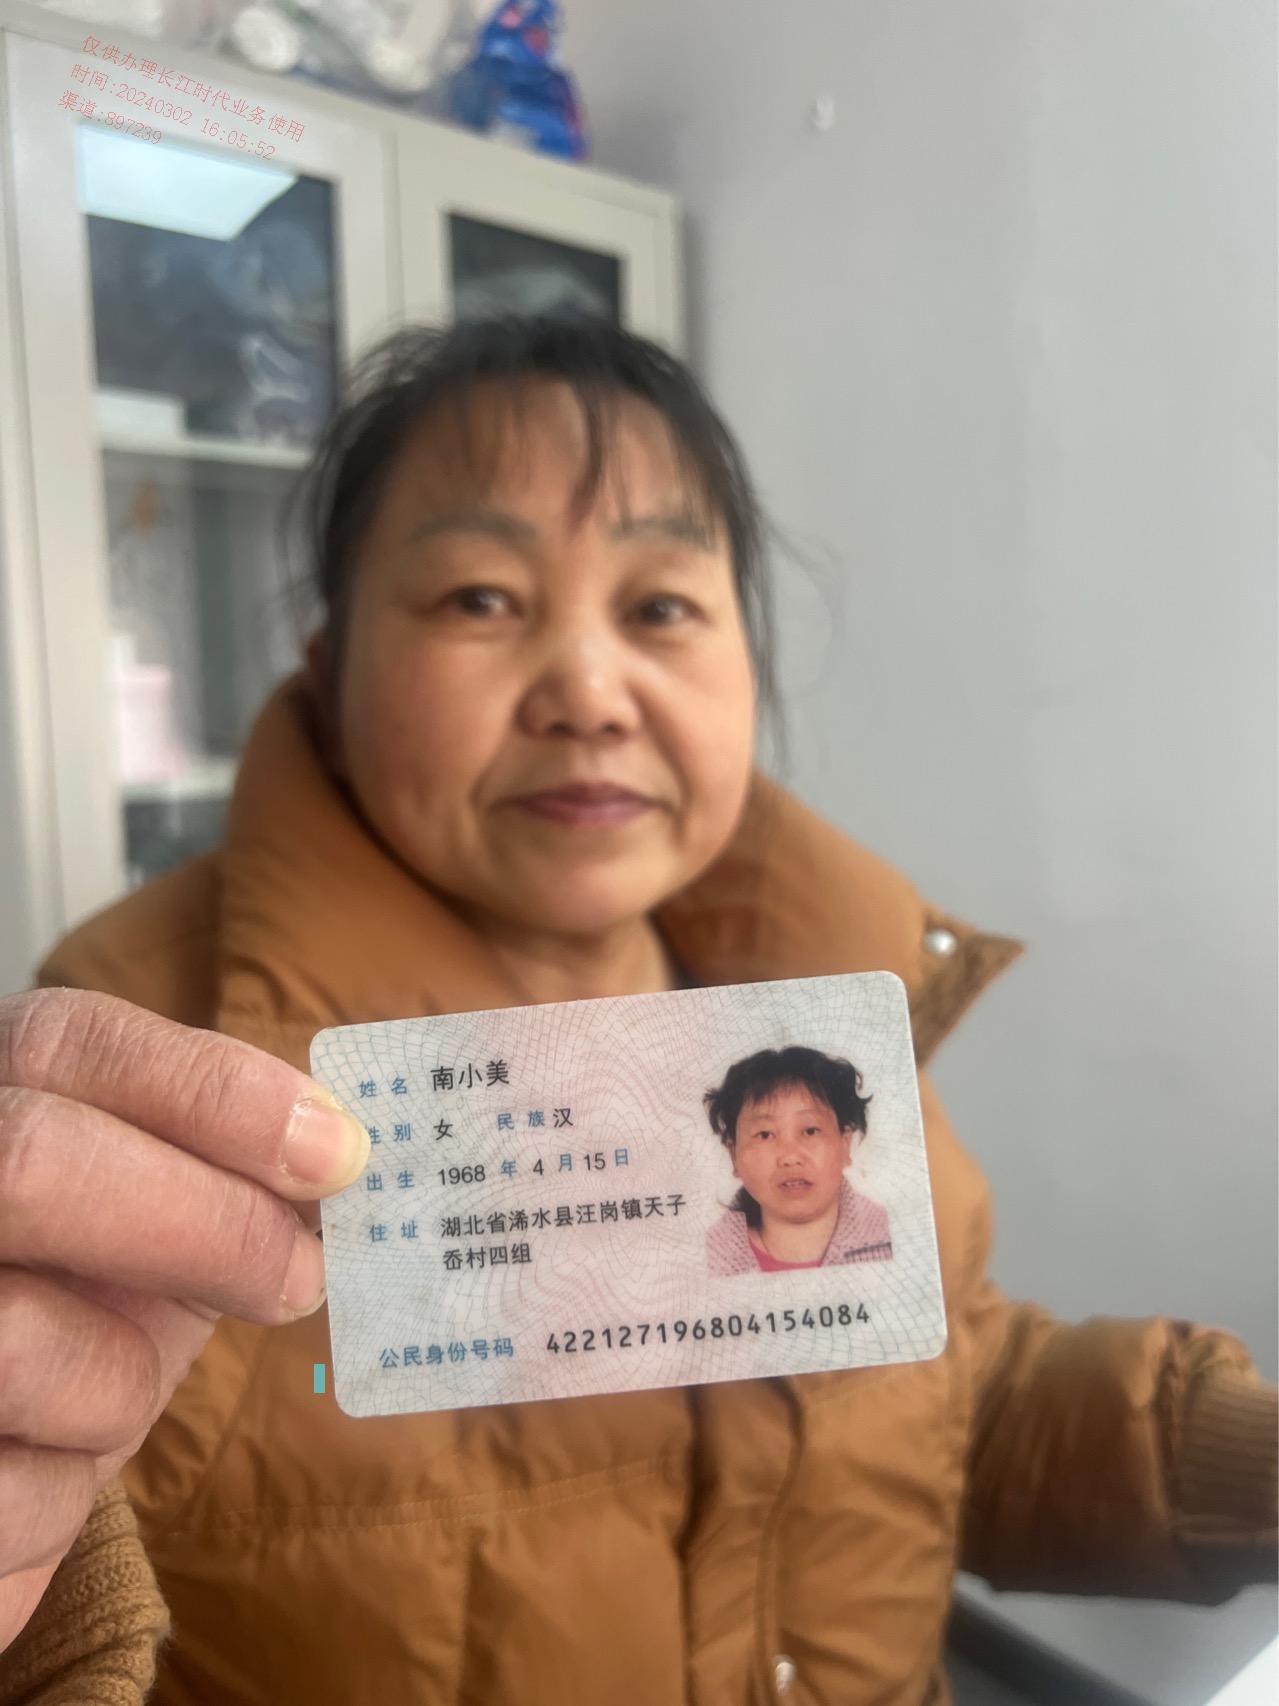 仅供办理长江时代业务使用
时间:20240302 16:05:52
渠道:897239
姓名 南小美
性别 女 民族 汉
出生 1968 年 4 月 15 日
住址 湖北省浠水县汪岗镇天子
岙村四组
公民身份号码 422127196804154084